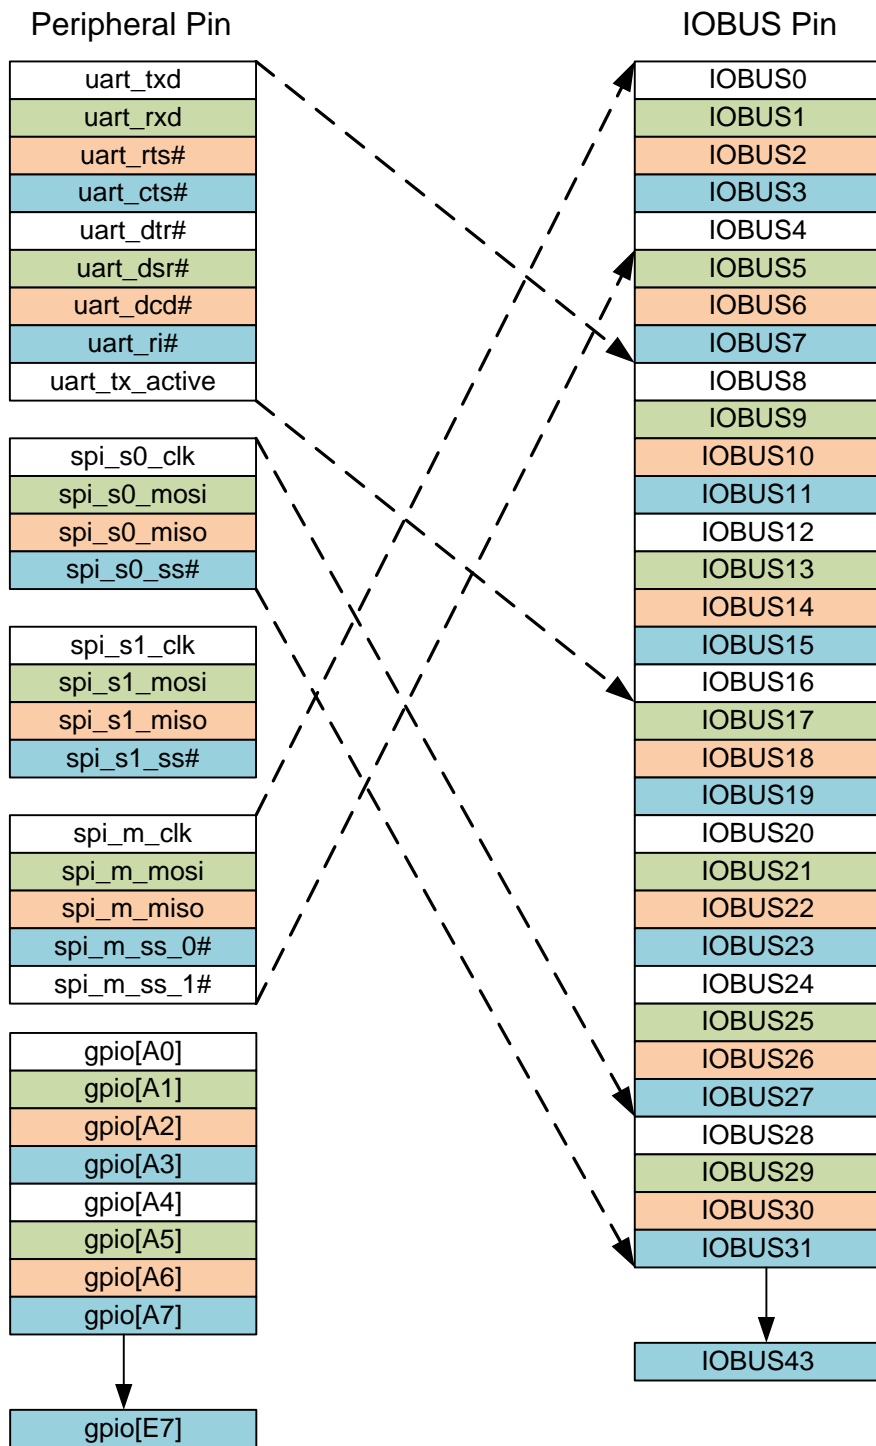 Peripheral Pin
uart_txd
uart_rxd
uart_rts#
uart_cts#
uart_dtr#
uart_dsr#
uart_dcd#
uart_ri#
uart_tx_active
spi_s0_clk
spi_s0_mosi
spi_s0_miso
spi_s0_ss#
spi_s1_clk
spi_s1_mosi
spi_s1_miso
spi_s1_ss#
spi_m_clk
spi_m_mosi
spi_m_miso
spi_m_ss_0#
spi_m_ss_1#
gpio[A0]
gpio[A1]
gpio[A2]
gpio[A3]
gpio[A4]
gpio[A5]
gpio[A6]
gpio[A7]
gpio[E7]
IOBUS Pin
IOBUS0
IOBUS1
IOBUS2
IOBUS3
IOBUS4
IOBUS5
IOBUS6
IOBUS7
IOBUS8
IOBUS9
IOBUS10
IOBUS11
IOBUS12
IOBUS13
IOBUS14
IOBUS15
IOBUS16
IOBUS17
IOBUS18
IOBUS19
IOBUS20
IOBUS21
IOBUS22
IOBUS23
IOBUS24
IOBUS25
IOBUS26
IOBUS27
IOBUS28
IOBUS29
IOBUS30
IOBUS31
IOBUS43